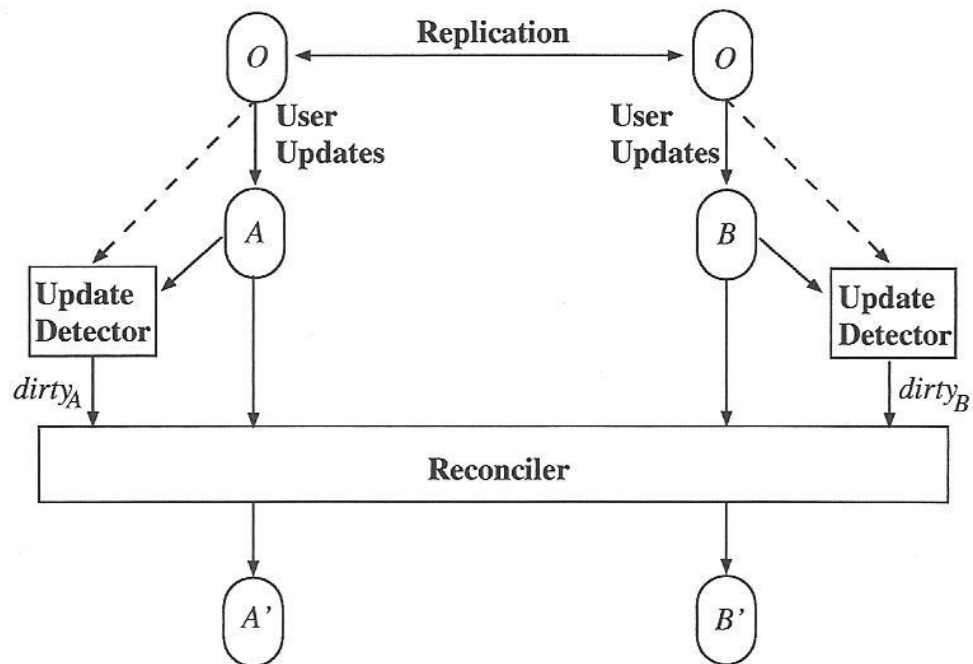 O
Replication
O
User
Updates
User
Updates
A
B
Update
Detector
Update
Detector
dirtyA
dirtyB
Reconciler
A'
B'